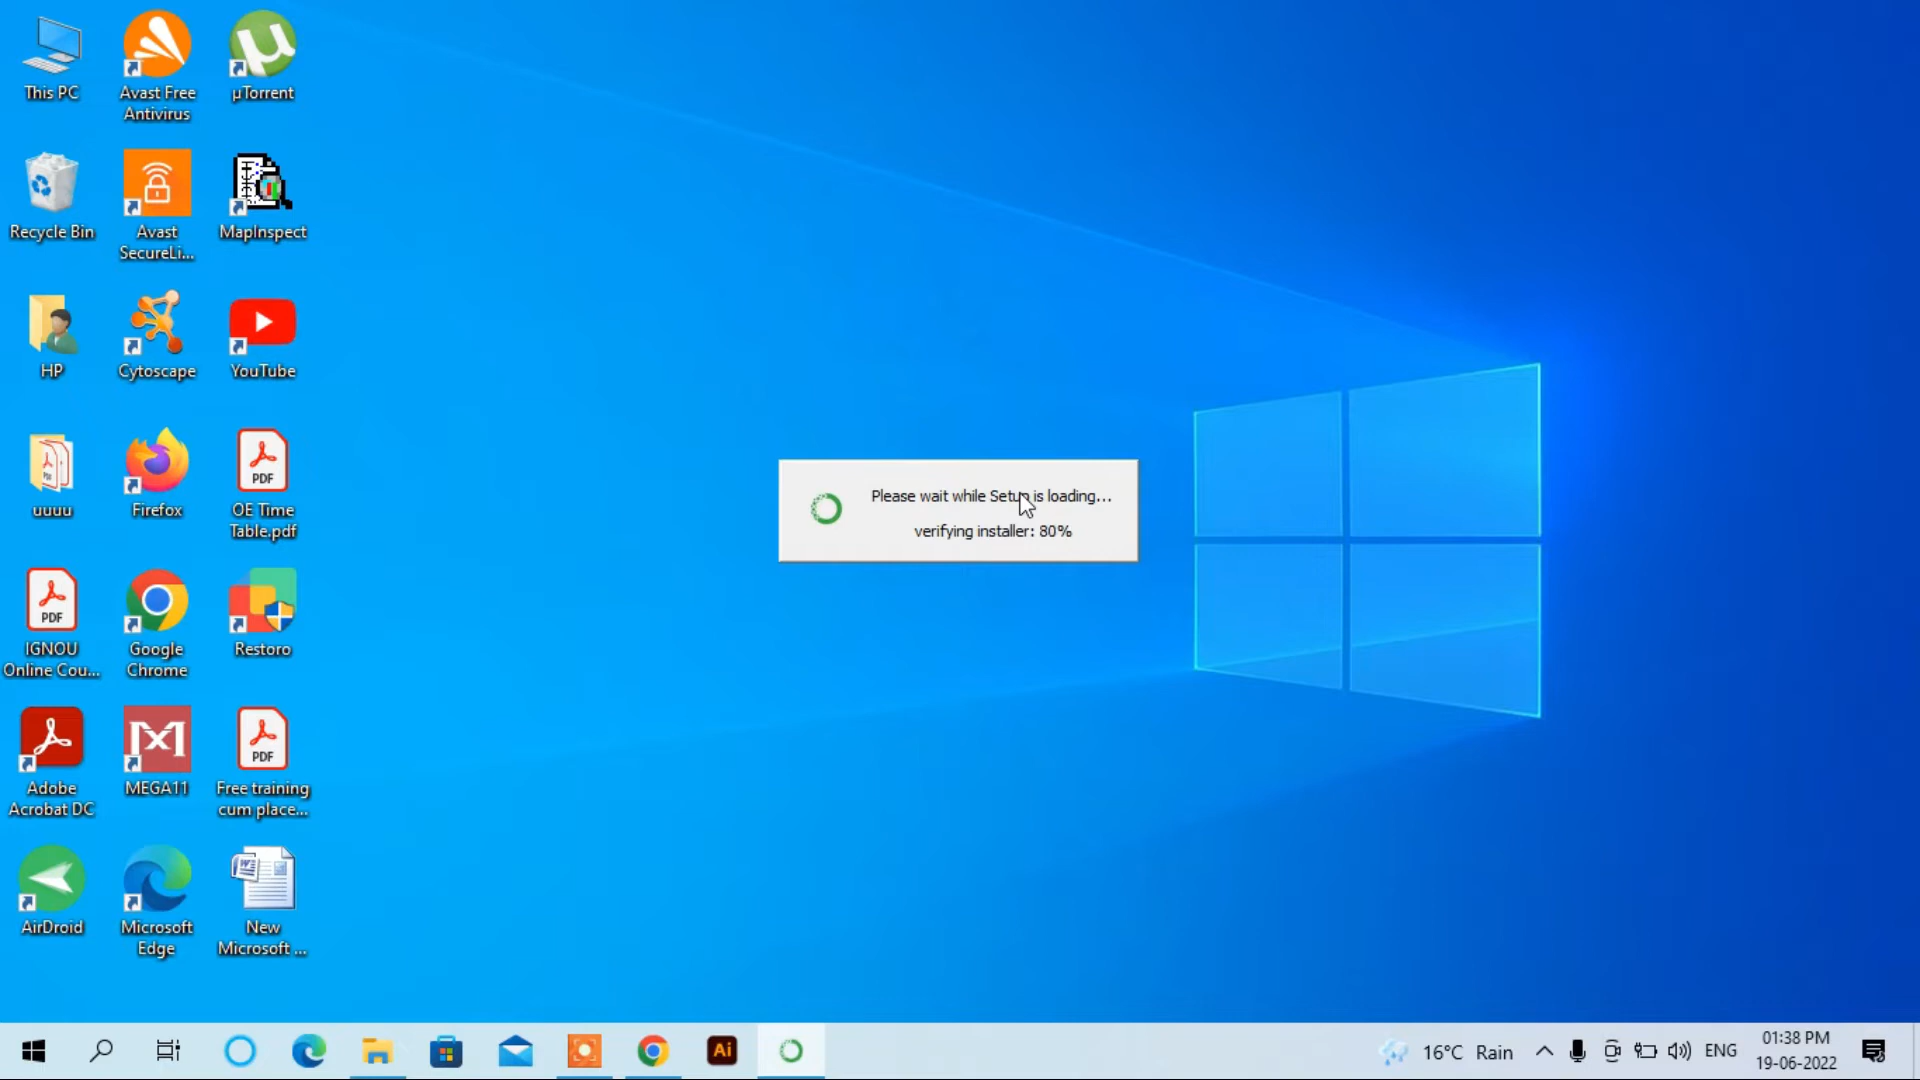 This PC
Avast Free
Antivirus
µTorrent
Recycle Bin
Avast
SecureLi...
MapInspect
HP
Cytoscape
YouTube
uuuu
Firefox
OE Time
Table.pdf
PDF
IGNOU
Online Cou...
PDF
Google
Chrome
Restoro
Adobe
Acrobat DC
MEGA11
PDF
Free training
cum place...
AirDroid
Microsoft
Edge
New
Microsoft ...
Please wait while Setup is loading...
verifying installer: 80%
Ai
16°C Rain
ENG
01:38 PM
19-06-2022